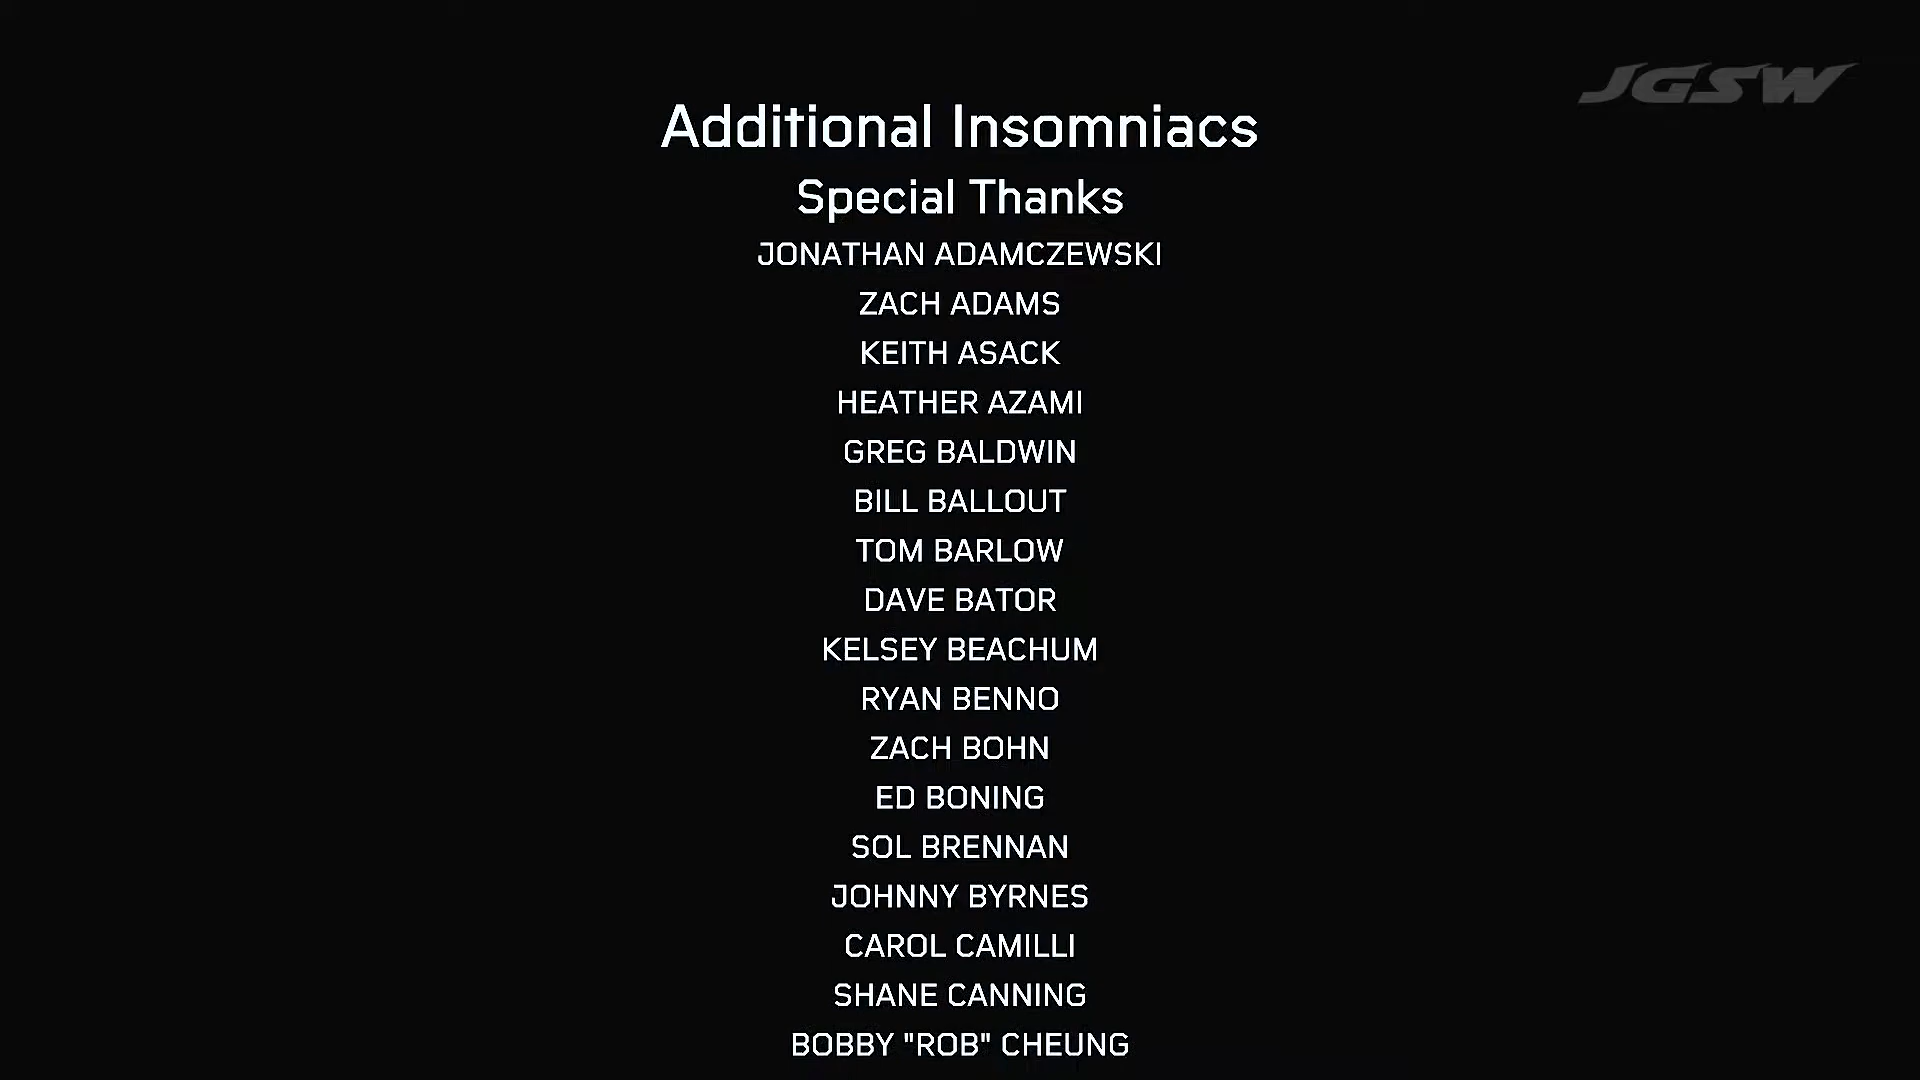 JGSW
Additional Insomniacs
Special Thanks
JONATHAN ADAMCZEWSKI
ZACH ADAMS
KEITH ASACK
HEATHER AZAMI
GREG BALDWIN
BILL BALLOUT
TOM BARLOW
DAVE BATOR
KELSEY BEACHUM
RYAN BENNO
ZACH BOHN
ED BONING
SOL BRENNAN
JOHNNY BYRNES
CAROL CAMILLI
SHANE CANNING
BOBBY "ROB" CHEUNG